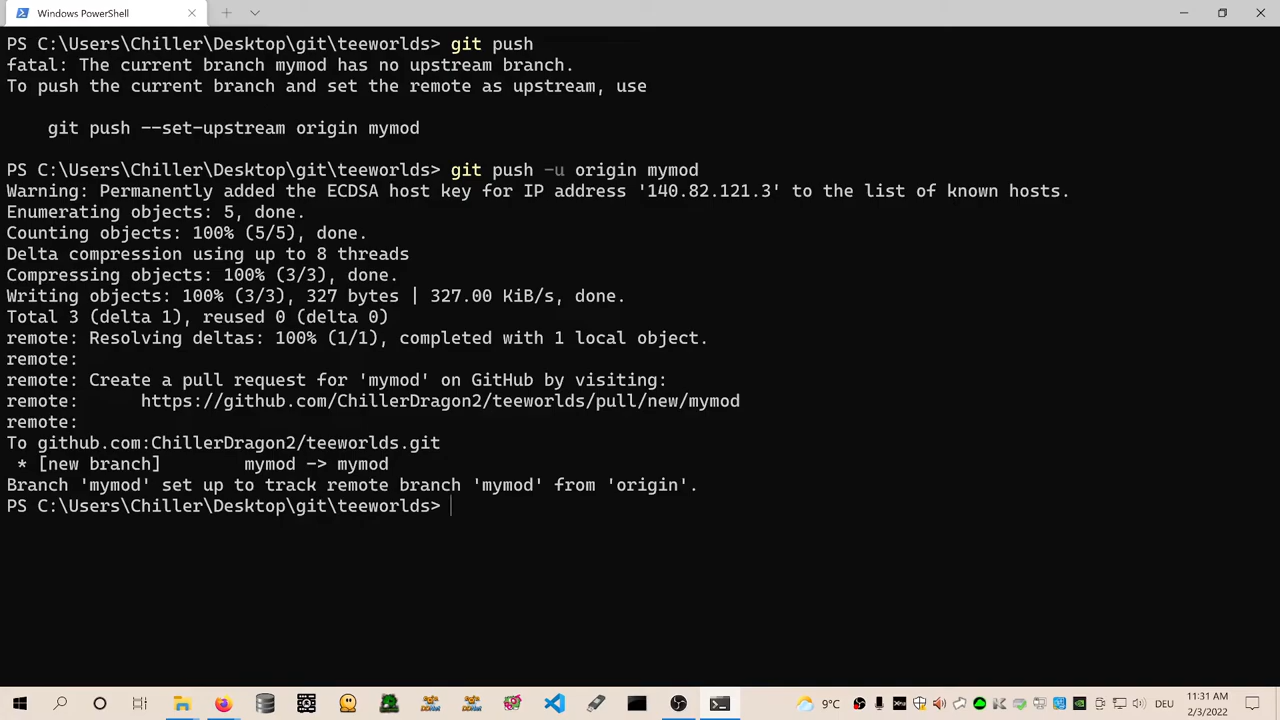 Windows PowerShell
PS C:\Users\Chiller\Desktop\git\teeworlds> git push
fatal: The current branch mymod has no upstream branch.
To push the current branch and set the remote as upstream, use
git push --set-upstream origin mymod
PS C:\Users\Chiller\Desktop\git\teeworlds> git push -u origin mymod
Warning: Permanently added the ECDSA host key for IP address '140.82.121.3' to the list of known hosts.
Enumerating objects: 5, done.
Counting objects: 100% (5/5), done.
Delta compression using up to 8 threads
Compressing objects: 100% (3/3), done.
Writing objects: 100% (3/3), 327 bytes | 327.00 KiB/s, done.
Total 3 (delta 1), reused 0 (delta 0)
remote: Resolving deltas: 100% (1/1), completed with 1 local object.
remote:
remote: Create a pull request for 'mymod' on GitHub by visiting:
remote:      https://github.com/ChillerDragon2/teeworlds/pull/new/mymod
remote:
To github.com:ChillerDragon2/teeworlds.git
* [new branch]        mymod -> mymod
Branch 'mymod' set up to track remote branch 'mymod' from 'origin'.
PS C:\Users\Chiller\Desktop\git\teeworlds>
9°C
DEU
11:31 AM
2/3/2022